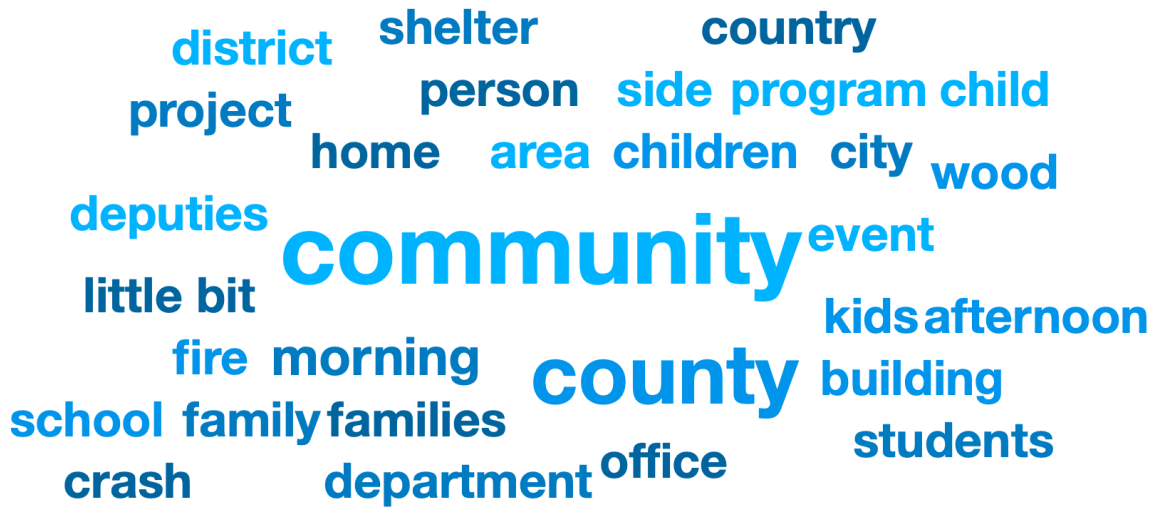 shelter country
district
person side program child
project
home area children city
wood
deputies
community event
little bit
kids afternoon
fire morning
county building
school family families
students
office
crash department